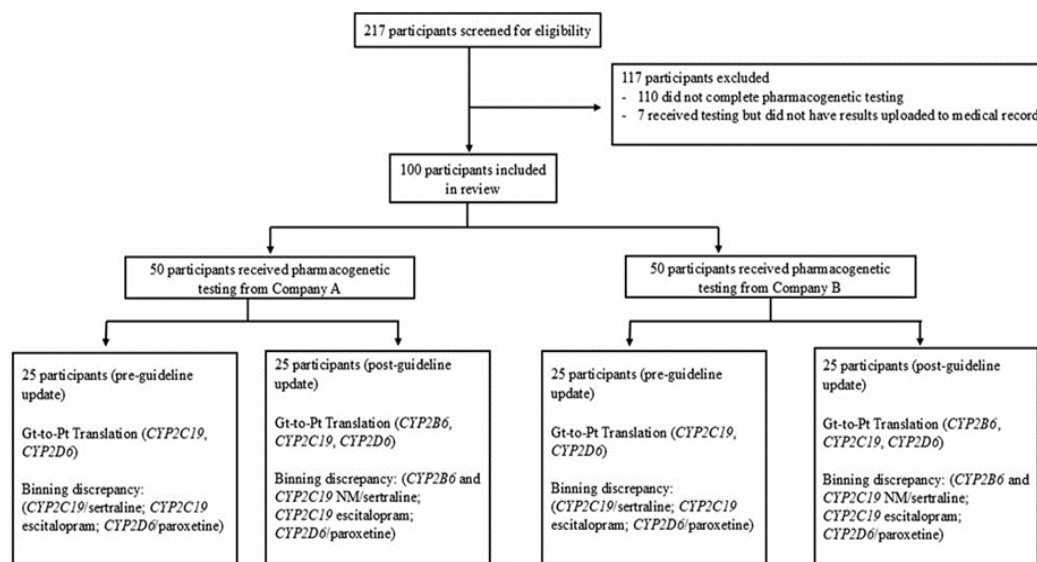 217 participants screened for eligibility
117 participants excluded
- 110 did not complete pharmacogenetic testing
- 7 received testing but did not have results uploaded to medical record
100 participants included
in review
50 participants received pharmacogenetic
testing from Company A
50 participants received pharmacogenetic
testing from Company B
25 participants (pre-guideline
update)
Gt-to-Pt Translation (CYP2C19,
CYP2D6)
Binning discrepancy:
(CYP2C19/sertraline; CYP2C19
escitalopram; CYP2D6/paroxetine)
25 participants (post-guideline
update)
Gt-to-Pt Translation (CYP2B6,
CYP2C19, CYP2D6)
Binning discrepancy: (CYP2B6 and
CYP2C19 NM/sertraline;
CYP2C19 escitalopram;
CYP2D6/paroxetine)
25 participants (pre-guideline
update)
Gt-to-Pt Translation (CYP2C19,
CYP2D6)
Binning discrepancy:
(CYP2C19/sertraline; CYP2C19
escitalopram; CYP2D6/paroxetine)
25 participants (post-guideline
update)
Gt-to-Pt Translation (CYP2B6,
CYP2C19, CYP2D6)
Binning discrepancy: (CYP2B6 and
CYP2C19 NM/sertraline;
CYP2C19 escitalopram;
CYP2D6/paroxetine)